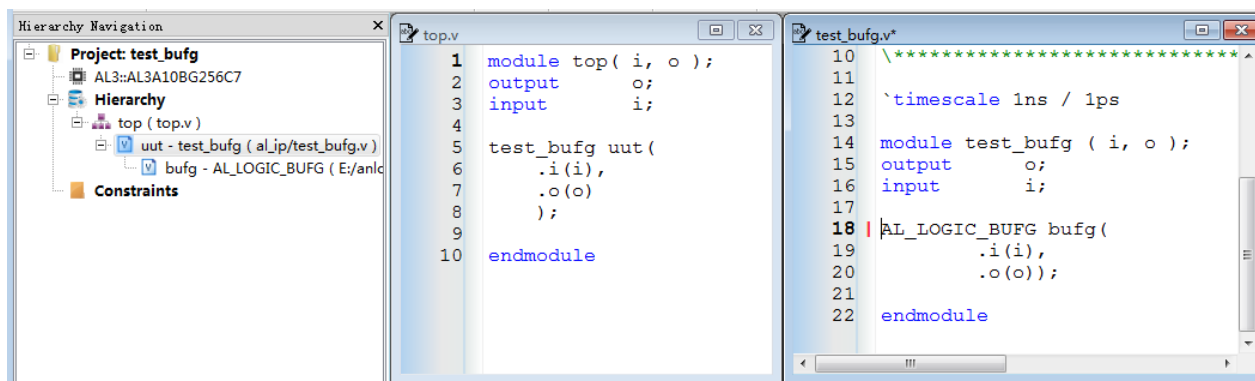 Hierarchy Navigation
Project: test_bufg
AL3::AL3A10BG256C7
Hierarchy
top ( top.v )
uut - test_bufg ( al_ip/test_bufg.v )
bufg - AL_LOGIC_BUFG ( E:/anlc
Constraints
top.v
1 module top( i, o );
2 output o;
3 input i;
4
5 test_bufg uut(
6 .i(i),
7 .o(o)
8 );
9
10 endmodule
test_bufg.v*
10 \******************************
11
12 `timescale 1ns / 1ps
13
14 module test_bufg ( i, o );
15 output o;
16 input i;
17
18 AL_LOGIC_BUFG bufg(
19 .i(i),
20 .o(o));
21
22 endmodule